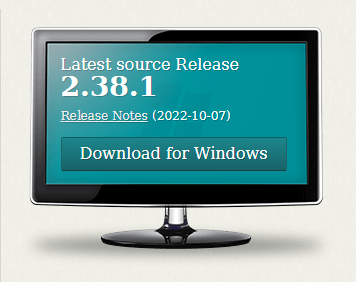 Latest source Release
2.38.1
Release Notes (2022-10-07)
Download for Windows